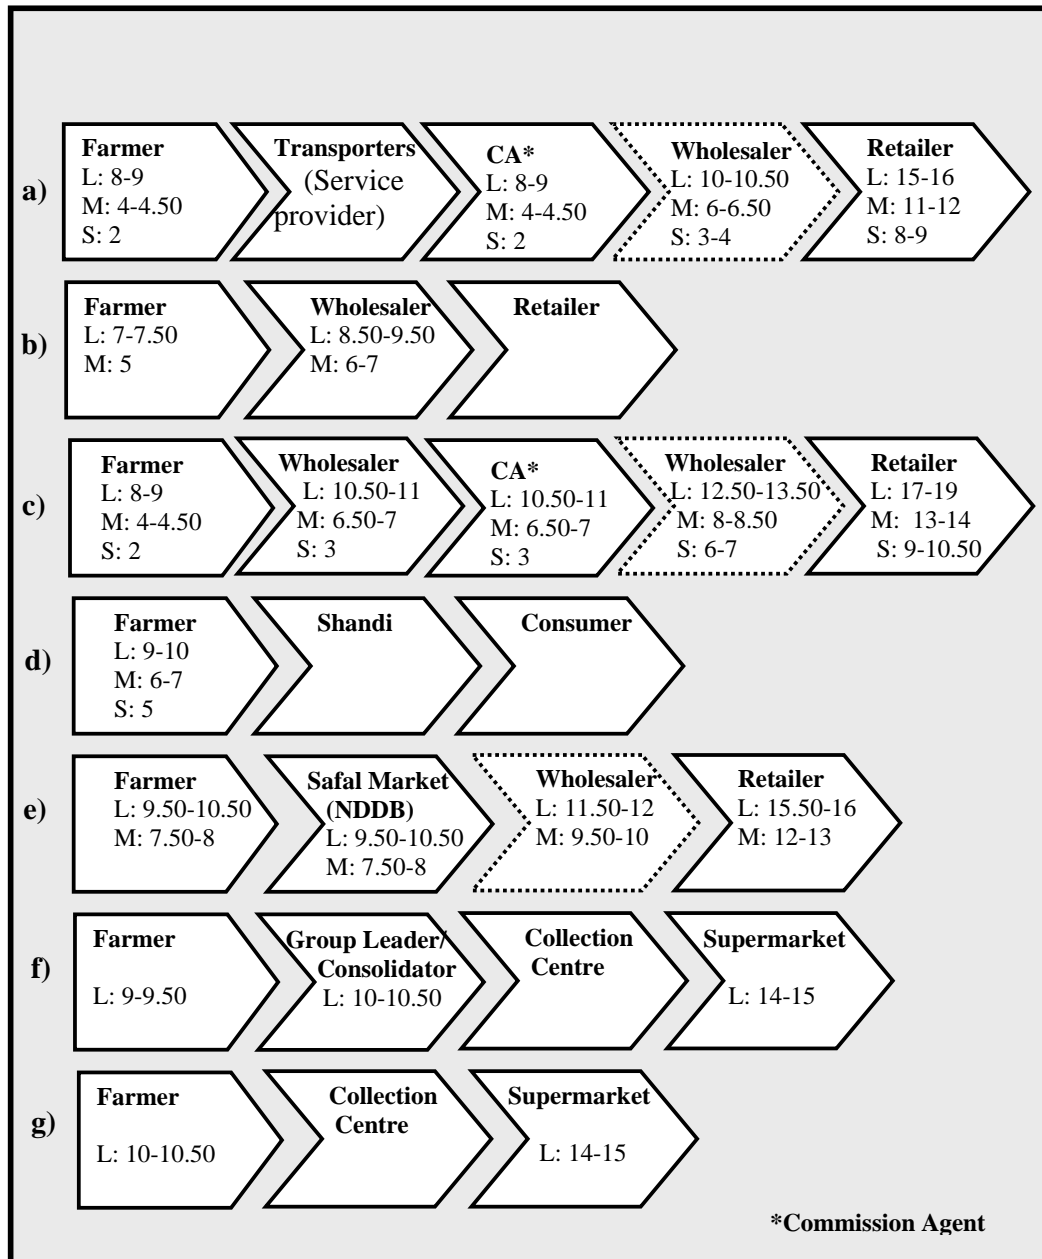 a)
Farmer
L: 8-9
M: 4-4.50
S: 2
Transporters
(Service
provider)
CA*
L: 8-9
M: 4-4.50
S: 2
Wholesaler
L: 10-10.50
M: 6-6.50
S: 3-4
Retailer
L: 15-16
M: 11-12
S: 8-9
b)
Farmer
L: 7-7.50
M: 5
Wholesaler
L: 8.50-9.50
M: 6-7
Retailer
c)
Farmer
L: 8-9
M: 4-4.50
S: 2
Wholesaler
L: 10.50-11
M: 6.50-7
S: 3
CA*
L: 10.50-11
M: 6.50-7
S: 3
Wholesaler
L: 12.50-13.50
M: 8-8.50
S: 6-7
Retailer
L: 17-19
M: 13-14
S: 9-10.50
d)
Farmer
L: 9-10
M: 6-7
S: 5
Shandi
Consumer
e)
Farmer
L: 9.50-10.50
M: 7.50-8
Safal Market
(NDDB)
L: 9.50-10.50
M: 7.50-8
Wholesaler
L: 11.50-12
M: 9.50-10
Retailer
L: 15.50-16
M: 12-13
f)
Farmer
L: 9-9.50
Group Leader/
Consolidator
L: 10-10.50
Collection
Centre
Supermarket
L: 14-15
g)
Farmer
L: 10-10.50
Collection
Centre
Supermarket
L: 14-15
*Commission Agent